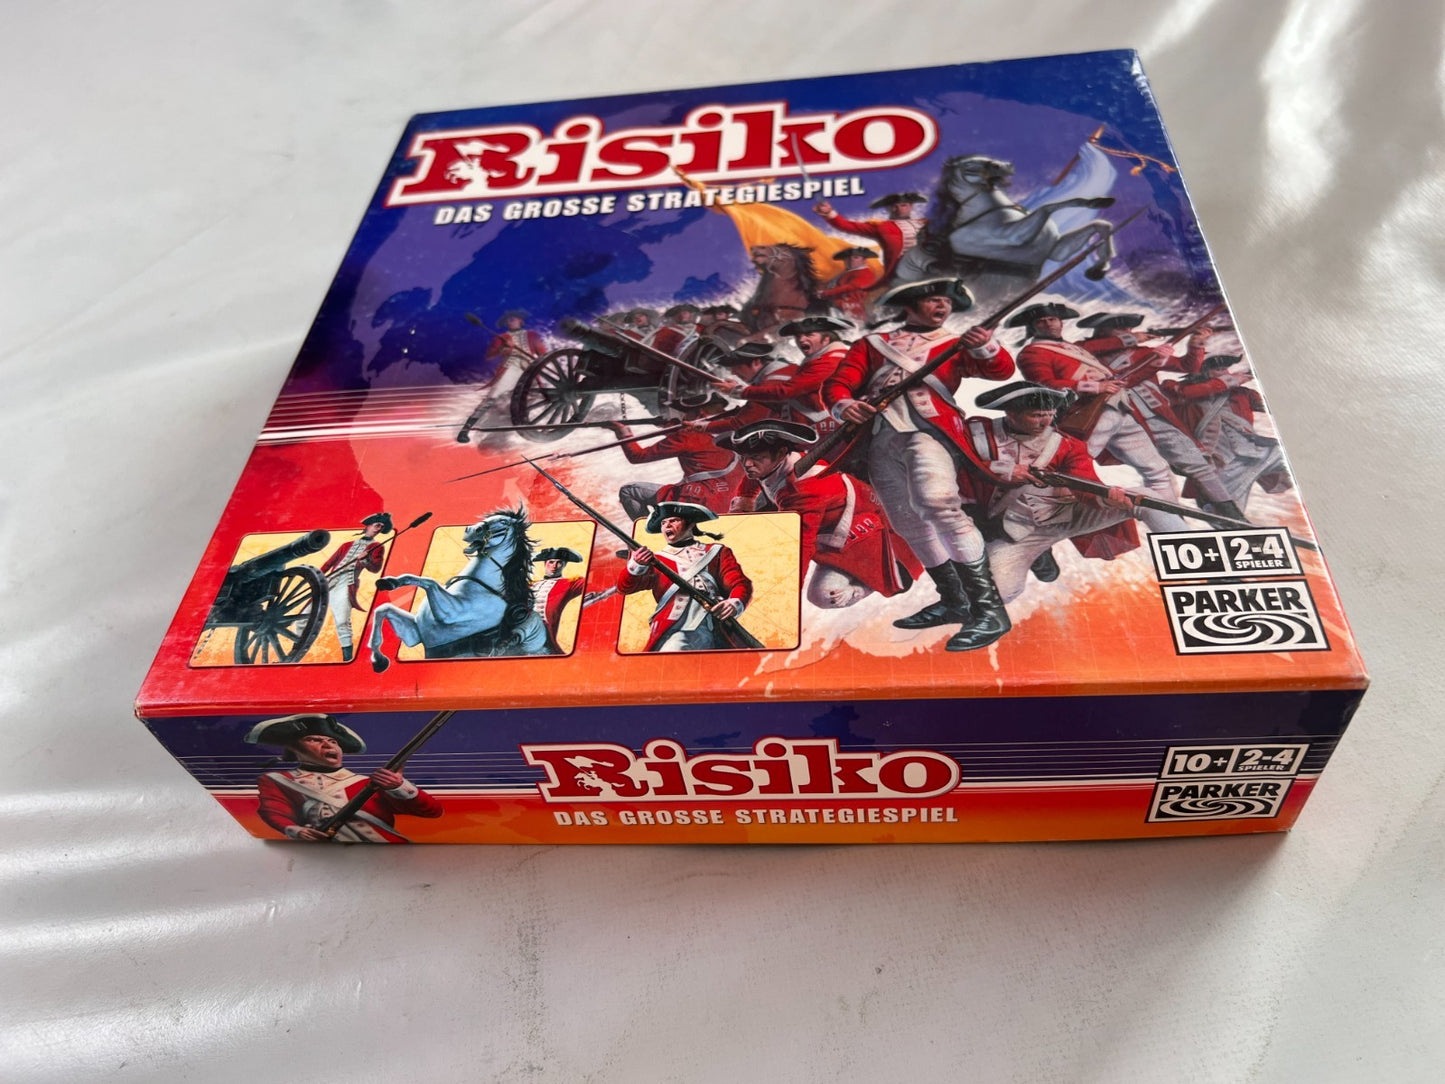 Risiko
DAS GROSSE STRATEGIESPIEL
10+ 2-4
SPIELER
PARKER
Risiko
DAS GROSSE STRATEGIESPIEL
10+ 2-4
SPIELER
PARKER